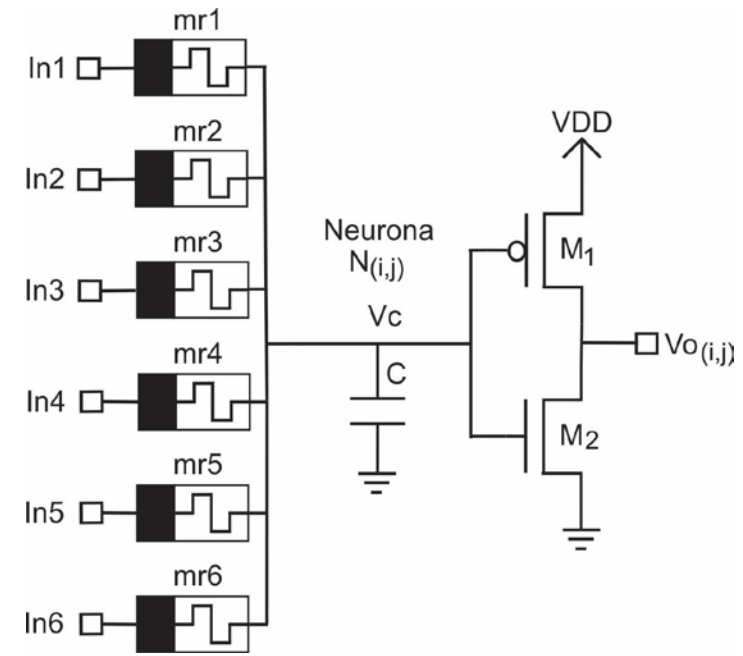 mr1
In1
mr2
In2
mr3
In3
mr4
In4
mr5
In5
mr6
In6
Neurona
N(i,j)
Vc
C
VDD
M1
Vo(i,j)
M2